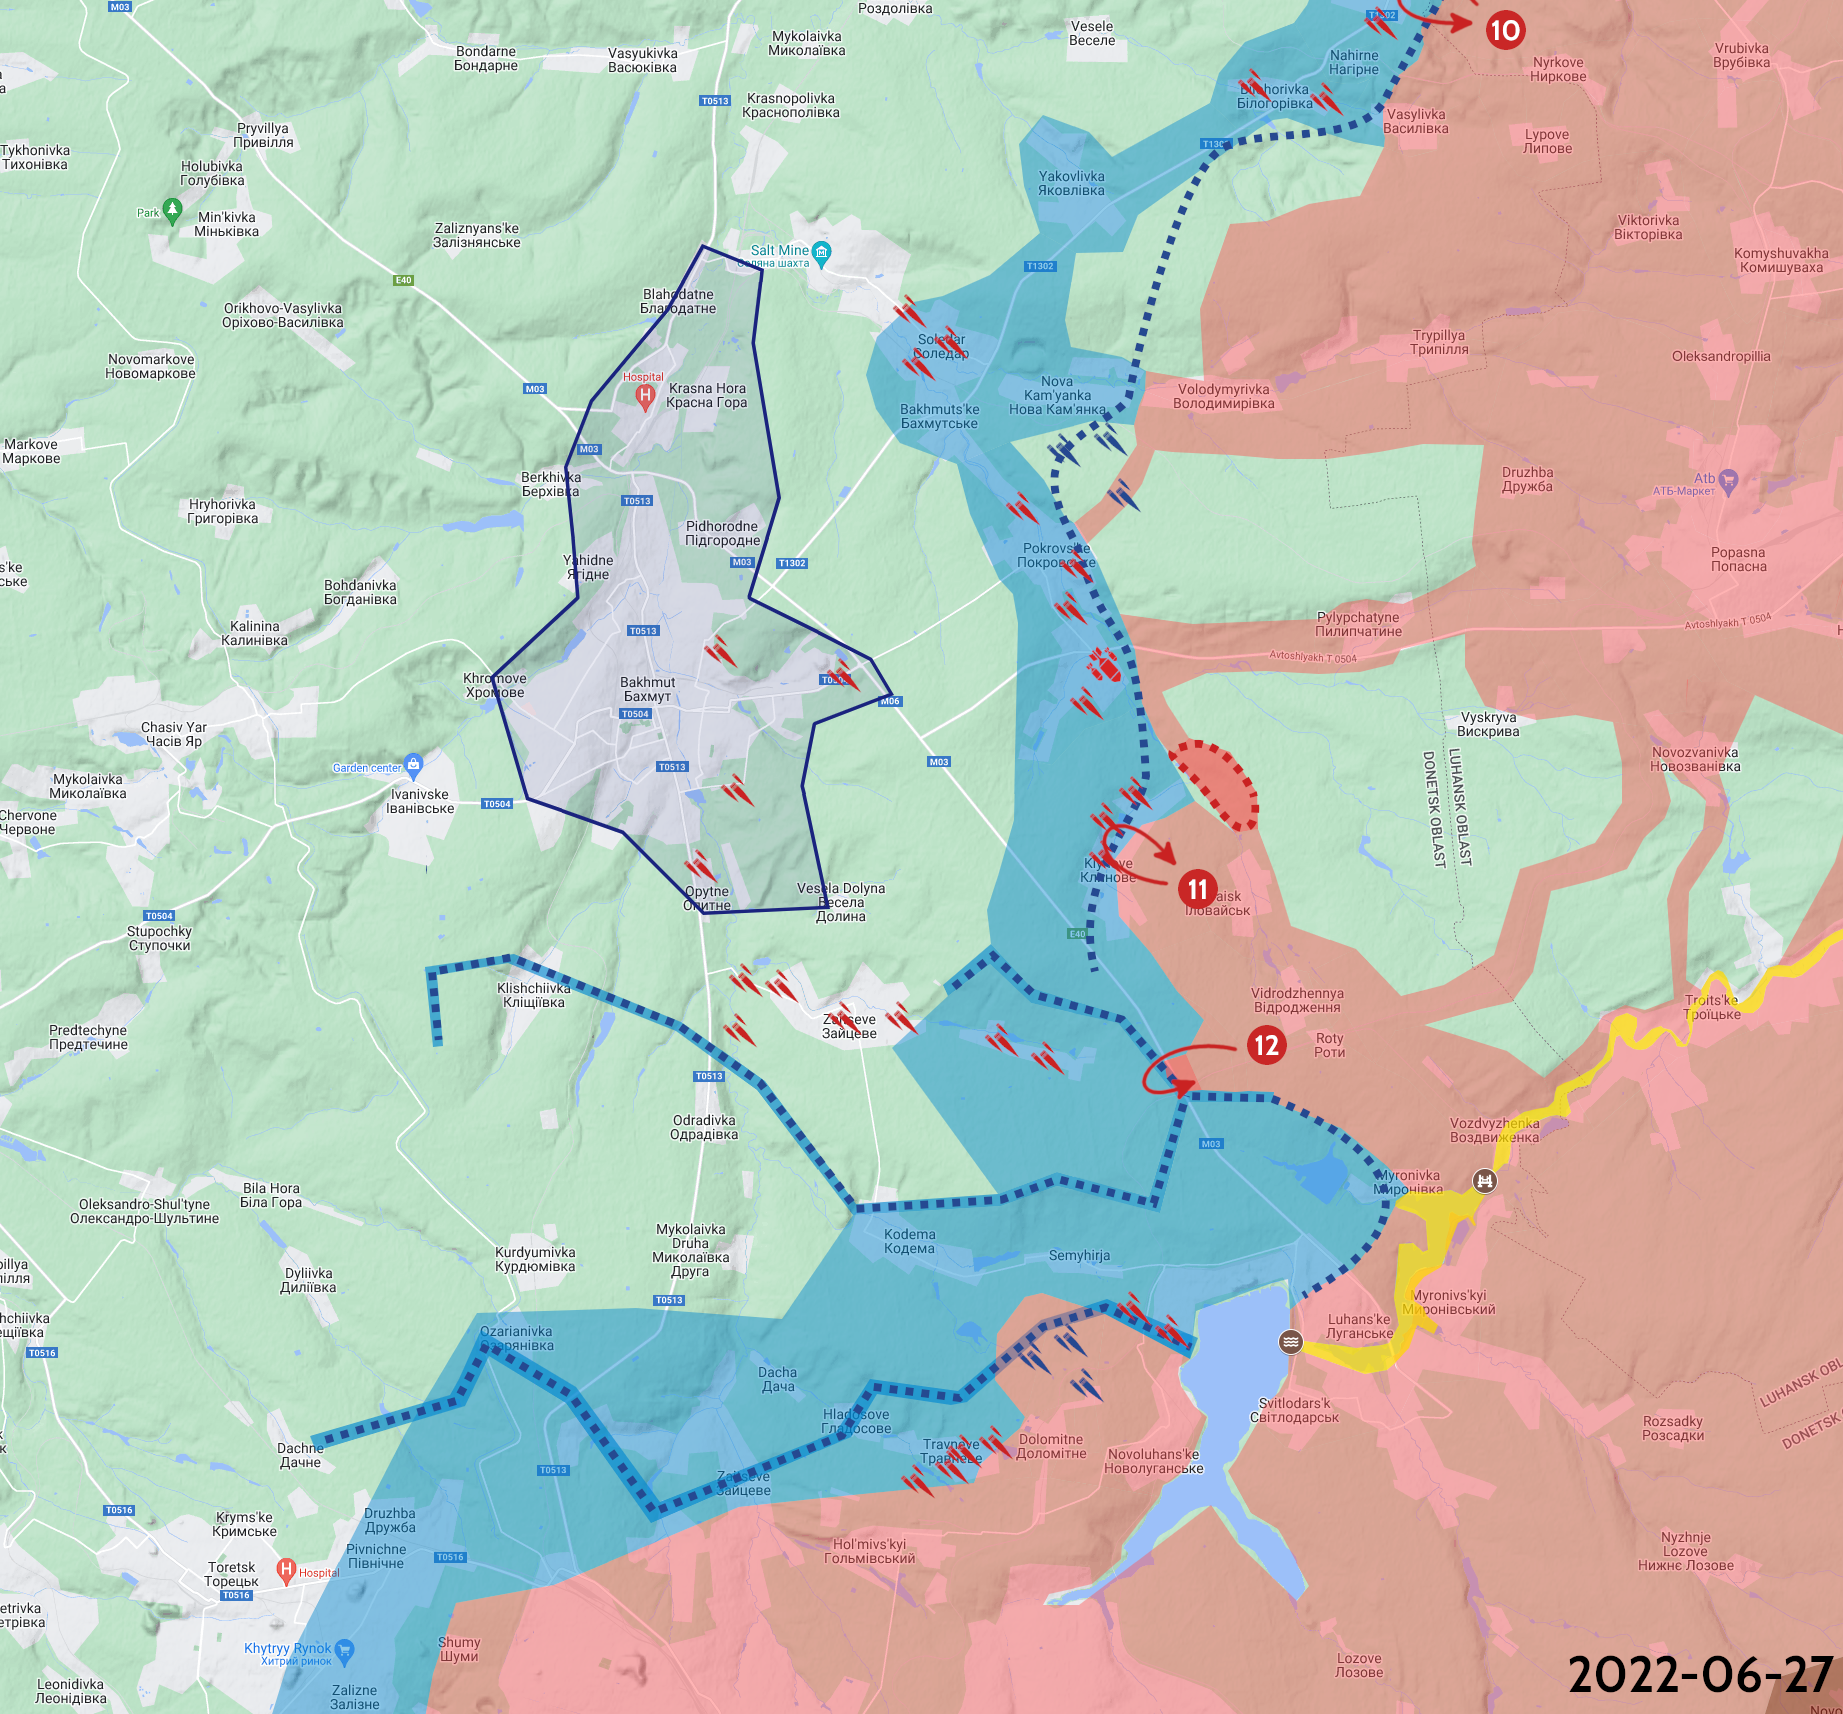 M03
Роздолівка
T1302
10
Vesele
Веселе
Mykolaivka
Миколаївка
Bondarne
Бондарне
Vasyukivka
Васюківка
Nahirne
Нагірне
Nyrkove
Ниркове
Vrubivka
Врубівка
T0513
Krasnopolivka
Краснополівка
Білогорівка
Vasylivka
Василівка
Lypove
Липове
Pryvillya
Привілля
Tykhonivka
Тихонівка
Holubivka
Голубівка
Yakovlivka
Яковлівка
Park
Min'kivka
Міньківка
Zaliznyans'ke
Залізнянське
Salt Mine
Соляна шахта
T1302
Viktorivka
Вікторівка
Komyshuvakha
Комишуваха
E40
Blahodatne
Благодатне
Orikhovo-Vasylivka
Оріхово-Василівка
Soledar
Соледар
Trypillya
Трипілля
Oleksandropillia
Novomarkove
Новомаркове
M03
Hospital
Krasna Hora
Красна Гора
Nova
Kam'yanka
Нова Кам'янка
Volodymyrivka
Володимирівка
Bakhmuts'ke
Бахмутське
Markove
Маркове
M03
Berkhivka
Берхівка
T0513
Druzhba
Дружба
Atb
АТБ-Маркет
Hryhorivka
Григорівка
Pidhorodne
Підгородне
M03
T1302
Pokrovs'ke
Покровське
Popasna
Попасна
Yahidne
Ягідне
Bohdanivka
Богданівка
Kalinina
Калинівка
T0513
Pylypchatyne
Пилипчатине
Avtoshlyakh T 0504
Avtoshlyakh T 0504
Khromove
Хромове
Bakhmut
Бахмут
T0504
M06
Chasiv Yar
Часів Яр
Vyskryva
Вискрива
Novozvanivka
Новозванівка
M03
T0513
Garden center
Mykolaivka
Миколаївка
Ivanivske
Іванівське
T0504
LUHANSK OBLAST
DONETSK OBLAST
Chervone
Червоне
Klynove
Клинове
11
Іловайськ
Opytne
Опитне
Vesela Dolyna
Весела
Долина
T0504
Stupochky
Ступочки
E40
Klishchiivka
Кліщіївка
Vidrodzhennya
Відродження
Troits'ke
Троїцьке
Zaitseve
Зайцеве
Predtechyne
Предтечине
12
Roty
Роти
T0513
Odradivka
Одрадівка
Vozdvyzhenka
Воздвиженка
M03
Myronivka
Миронівка
Bila Hora
Біла Гора
Oleksandro-Shul'tyne
Олександро-Шультине
Mykolaivka
Druha
Миколаївка
Друга
Kodema
Кодема
Semyhirja
Kurdyumivka
Курдюмівка
Dyliivka
Диліївка
T0513
Myronivs'kyi
Миронівський
Luhans'ke
Луганське
Ozarianivka
Озарянівка
T0516
Dacha
Дача
Svitlodars'k
Світлодарськ
LUHANSK OBL
DONETSK O
Hladosove
Гладосове
Rozsadky
Розсадки
Dachne
Дачне
Travneve
Травневе
Dolomitne
Доломітне
Novoluhans'ke
Новолуганське
T0513
Zaitseve
Зайцеве
T0516
Kryms'ke
Кримське
Druzhba
Дружба
Pivnichne
Північне
T0516
Hol'mivs'kyi
Гольмівський
Nyzhnje
Lozove
Нижнє Лозове
Toretsk
Торецьк
Hospital
T0516
Khytryy Rynok
Хитрий ринок
Shumy
Шуми
Lozove
Лозове
Leonidivka
Леонідівка
Zalizne
Залізне
2022-06-27